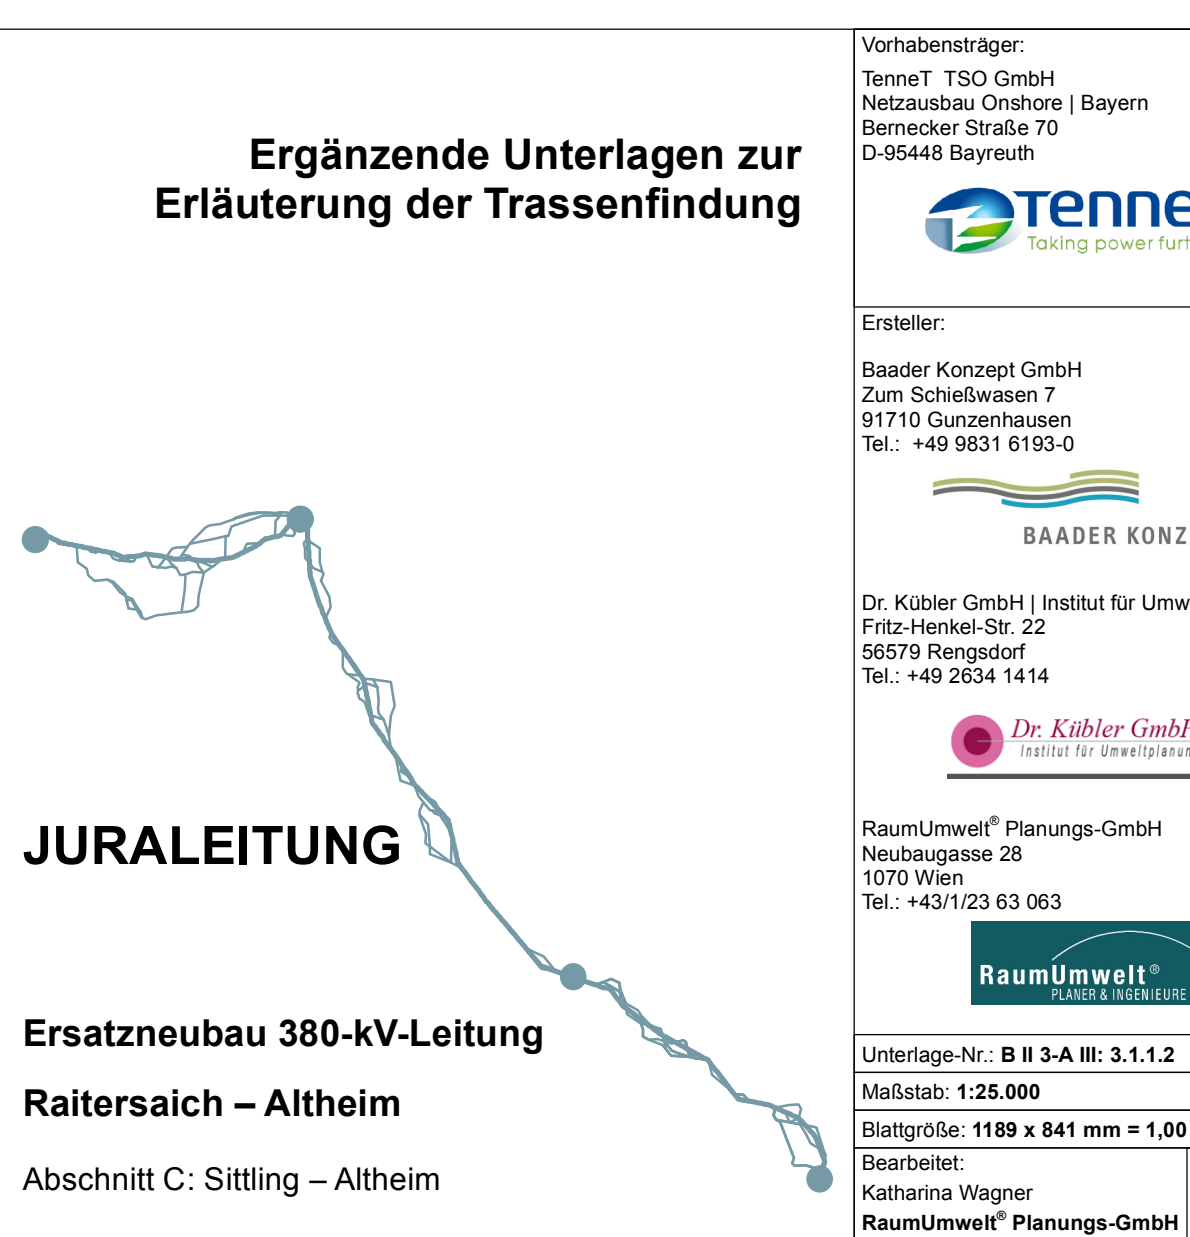 Ergänzende Unterlagen zur
Erläuterung der Trassenfindung
JURALEITUNG
Ersatzneubau 380-kV-Leitung
Raitersaich – Altheim
Abschnitt C: Sittling – Altheim
Vorhabensträger:
TenneT TSO GmbH
Netzausbau Onshore | Bayern
Bernecker Straße 70
D-95448 Bayreuth
Tenne
Taking power furt
Ersteller:
Baader Konzept GmbH
Zum Schießwasen 7
91710 Gunzenhausen
Tel.: +49 9831 6193-0
BAADER KONZ
Dr. Kübler GmbH | Institut für Umw
Fritz-Henkel-Str. 22
56579 Rengsdorf
Tel.: +49 2634 1414
Dr. Kübler GmbH
Institut für Umweltplanun
RaumUmwelt® Planungs-GmbH
Neubaugasse 28
1070 Wien
Tel.: +43/1/23 63 063
RaumUmwelt®
PLANER & INGENIEURE
Unterlage-Nr.: B II 3-A III: 3.1.1.2
Maßstab: 1:25.000
Blattgröße: 1189 x 841 mm = 1,00
Bearbeitet:
Katharina Wagner
RaumUmwelt® Planungs-GmbH